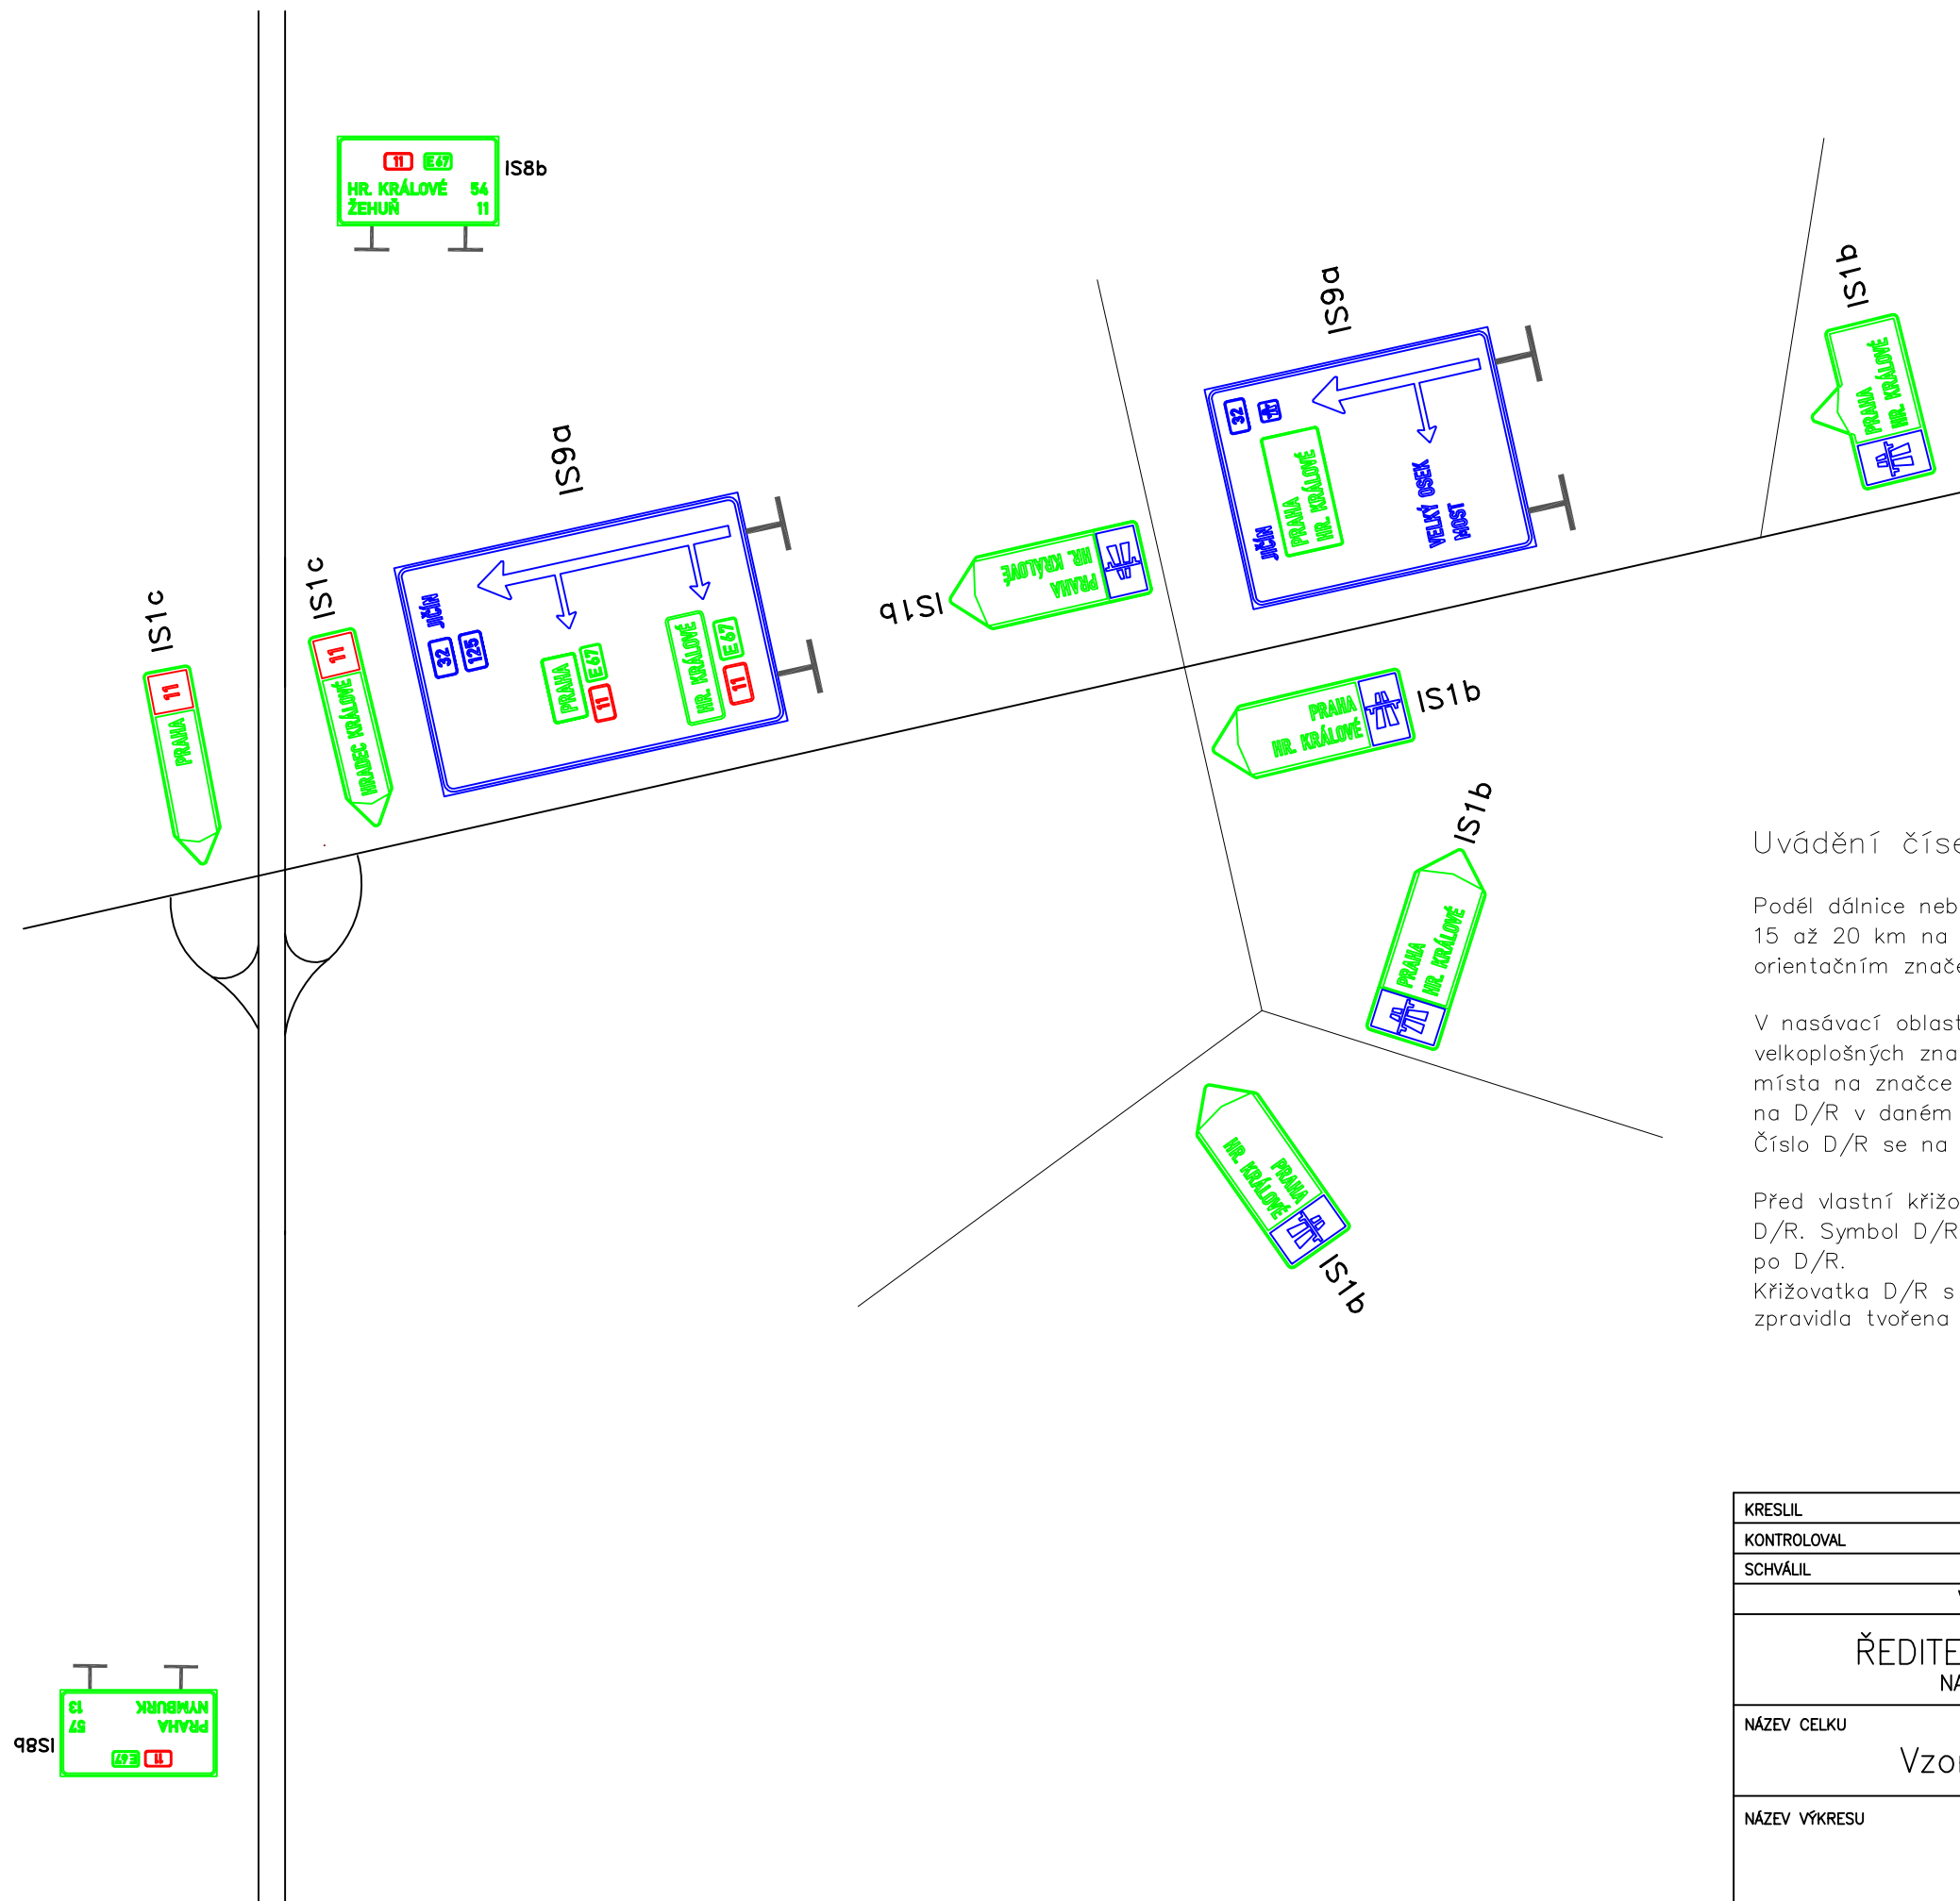 11 E67
HR. KRÁLOVÉ 54
ŽEHUŇ 11
IS8b
IS1c
11
PRAHA
IS1c
11
HRADEC KRÁLOVÉ
IS9a
JIČÍN
32
125
PRAHA
E67
11
HR. KRÁLOVÉ
E67
11
IS1b
PRAHA
HR. KRÁLOVÉ
IS9a
32
JIČÍN
PRAHA
HR. KRÁLOVÉ
VELKÝ OSEK
MOST
IS1b
PRAHA
HR. KRÁLOVÉ
PRAHA
HR. KRÁLOVÉ
IS1b
IS1b
PRAHA
HR. KRÁLOVÉ
PRAHA
HR. KRÁLOVÉ
IS1b
11 E67
PRAHA 57
NYMBURK 13
IS8b
Uvádění číse
Podél dálnice neb
15 až 20 km na
orientačním znače
V nasávací oblast
velkoplošných zna
místa na značce
na D/R v daném
Číslo D/R se na
Před vlastní křižo
D/R. Symbol D/R
po D/R.
Křižovatka D/R s
zpravidla tvořena
KRESLIL
KONTROLOVAL
SCHVÁLIL
ŘEDITE
NA
NÁZEV CELKU
Vzor
NÁZEV VÝKRESU